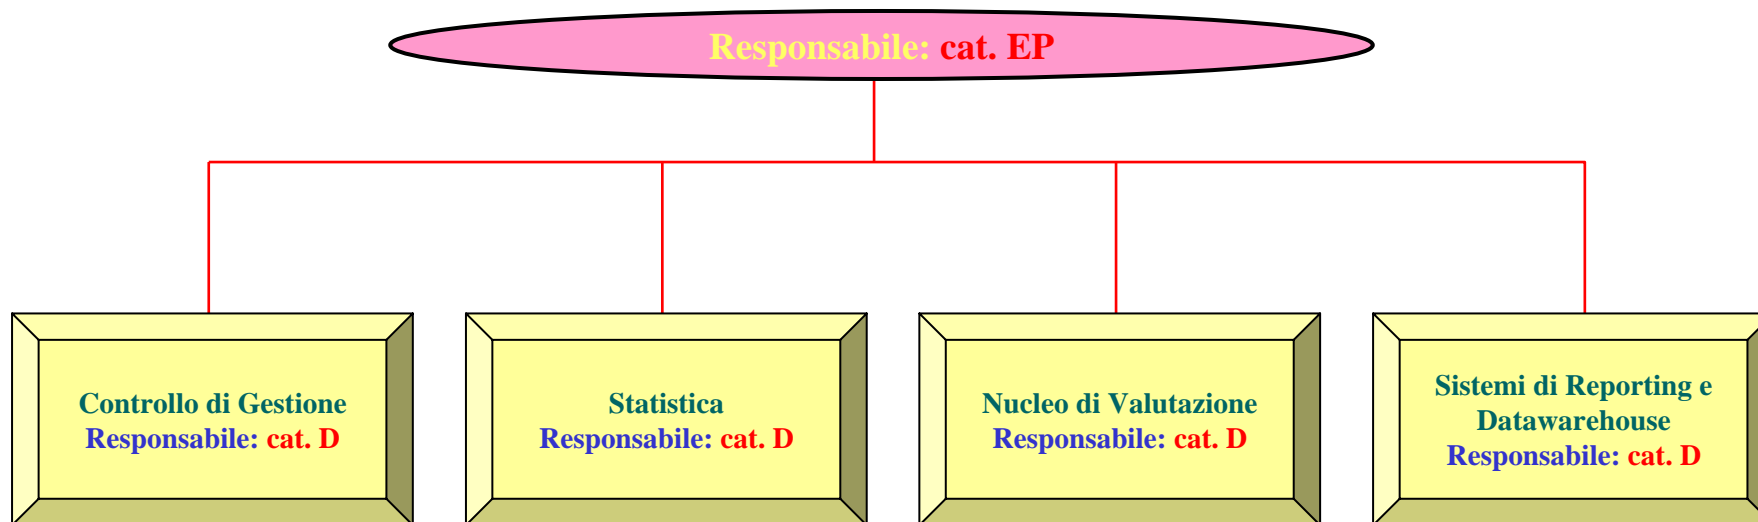 Responsabile: cat. EP
Controllo di Gestione
Responsabile: cat. D
Statistica
Responsabile: cat. D
Nucleo di Valutazione
Responsabile: cat. D
Sistemi di Reporting e
Datawarehouse
Responsabile: cat. D